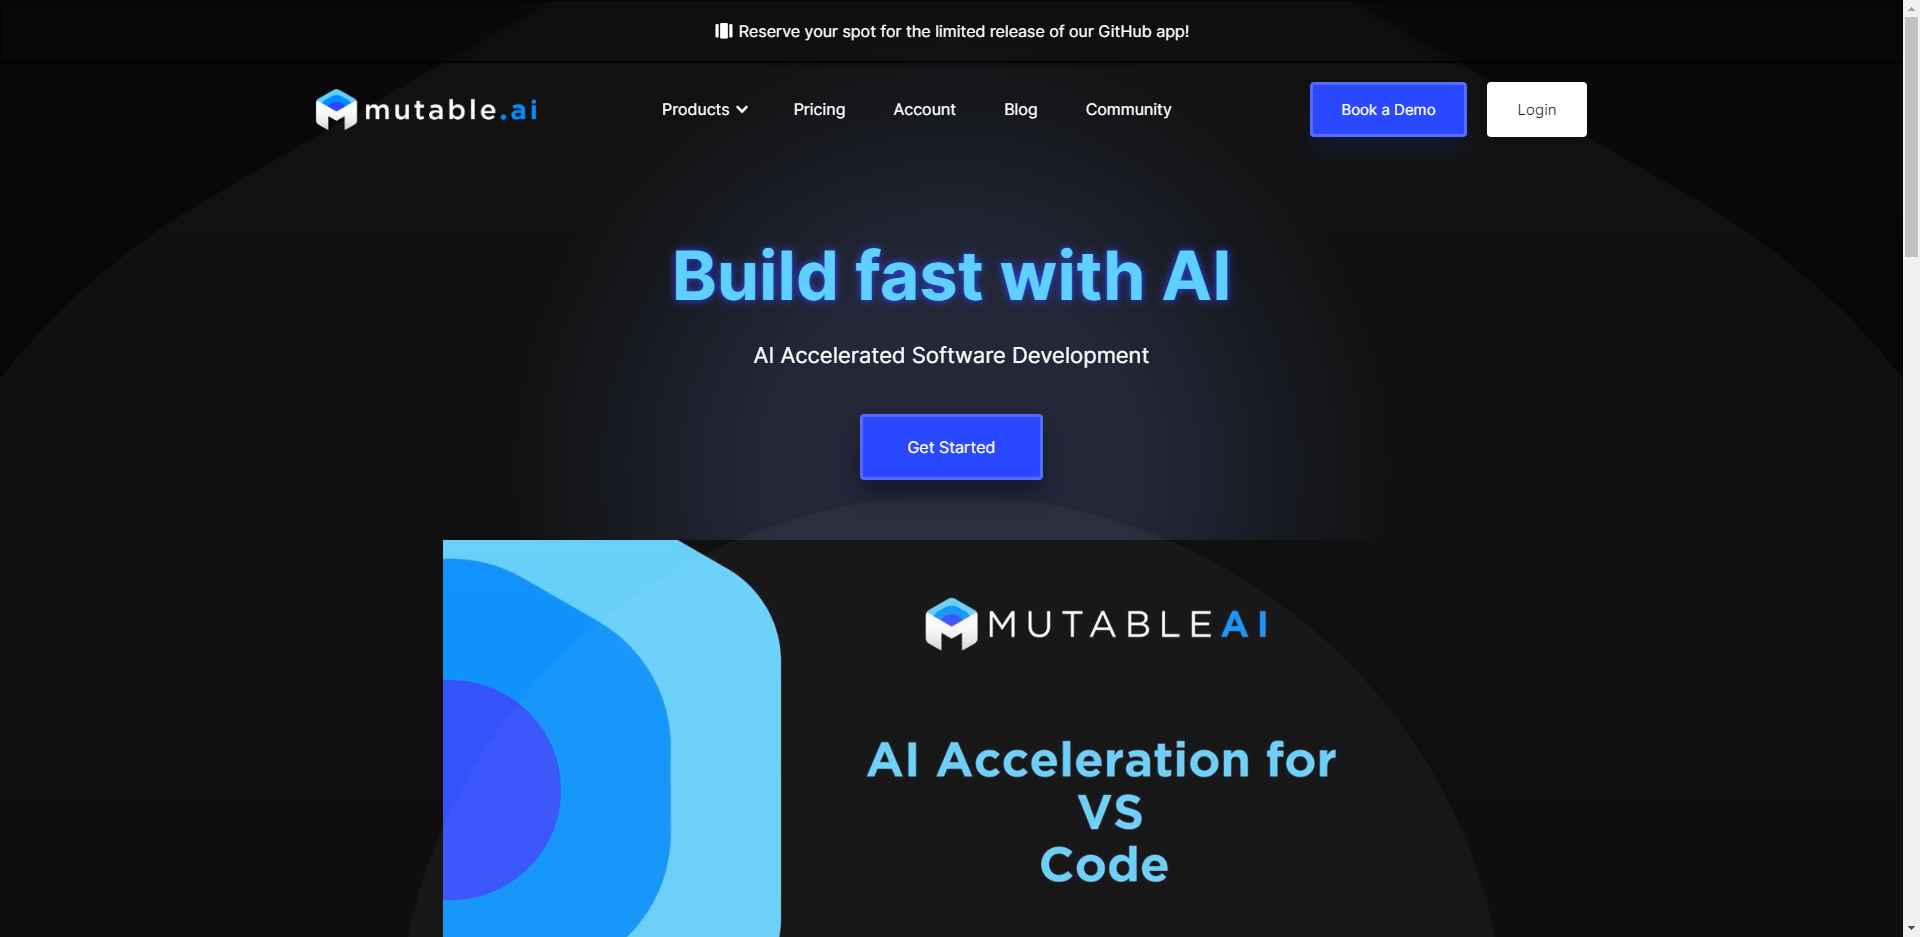 Reserve your spot for the limited release of our GitHub app!
mutable.ai
Products
Pricing
Account
Blog
Community
Book a Demo
Login
Build fast with AI
AI Accelerated Software Development
Get Started
MUTABLEAI
AI Acceleration for
VS
Code